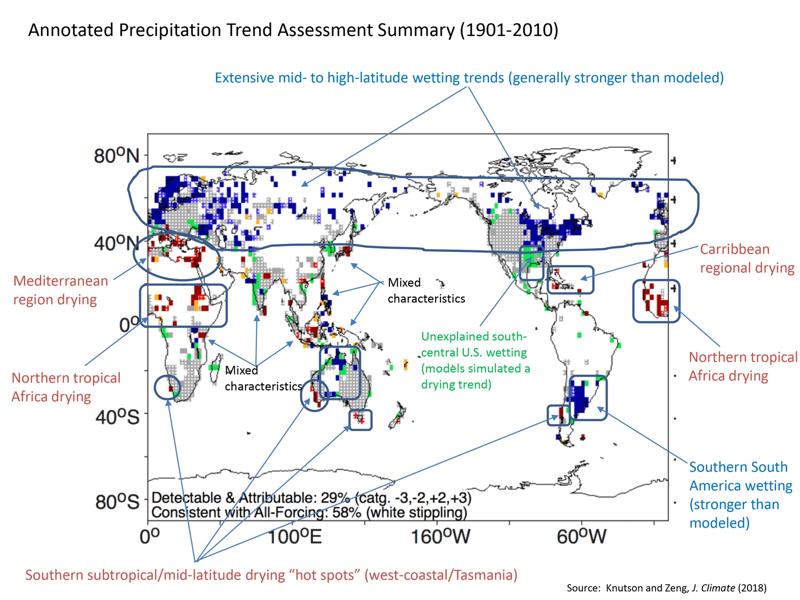 Annotated Precipitation Trend Assessment Summary (1901-2010)
Extensive mid- to high-latitude wetting trends (generally stronger than modeled)
80°N
40°N
0°
40°S
80°S
Mediterranean
region drying
Northern tropical
Africa drying
Mixed
characteristics
Mixed
characteristics
Unexplained south-
central U.S. wetting
(models simulated a
drying trend)
Carribbean
regional drying
Northern tropical
Africa drying
Southern South
America wetting
(stronger than
modeled)
Detectable & Attributable: 29% (catg. -3,-2,+2,+3)
Consistent with All-Forcing: 58% (white stippling)
0° 100°E 160°W 60°W
Southern subtropical/mid-latitude drying "hot spots" (west-coastal/Tasmania)
Source: Knutson and Zeng, J. Climate (2018)